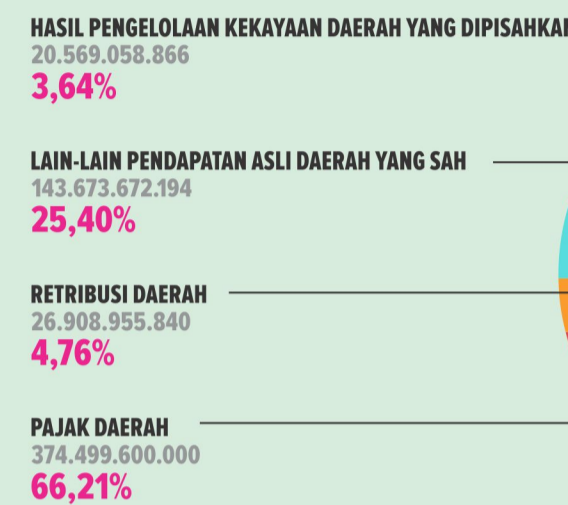 HASIL PENGELOLAAN KEKAYAAN DAERAH YANG DIPISAHKAN
20.569.058.866
3,64%
LAIN-LAIN PENDAPATAN ASLI DAERAH YANG SAH
143.673.672.194
25,40%
RETRIBUSI DAERAH
26.908.955.840
4,76%
PAJAK DAERAH
374.499.600.000
66,21%